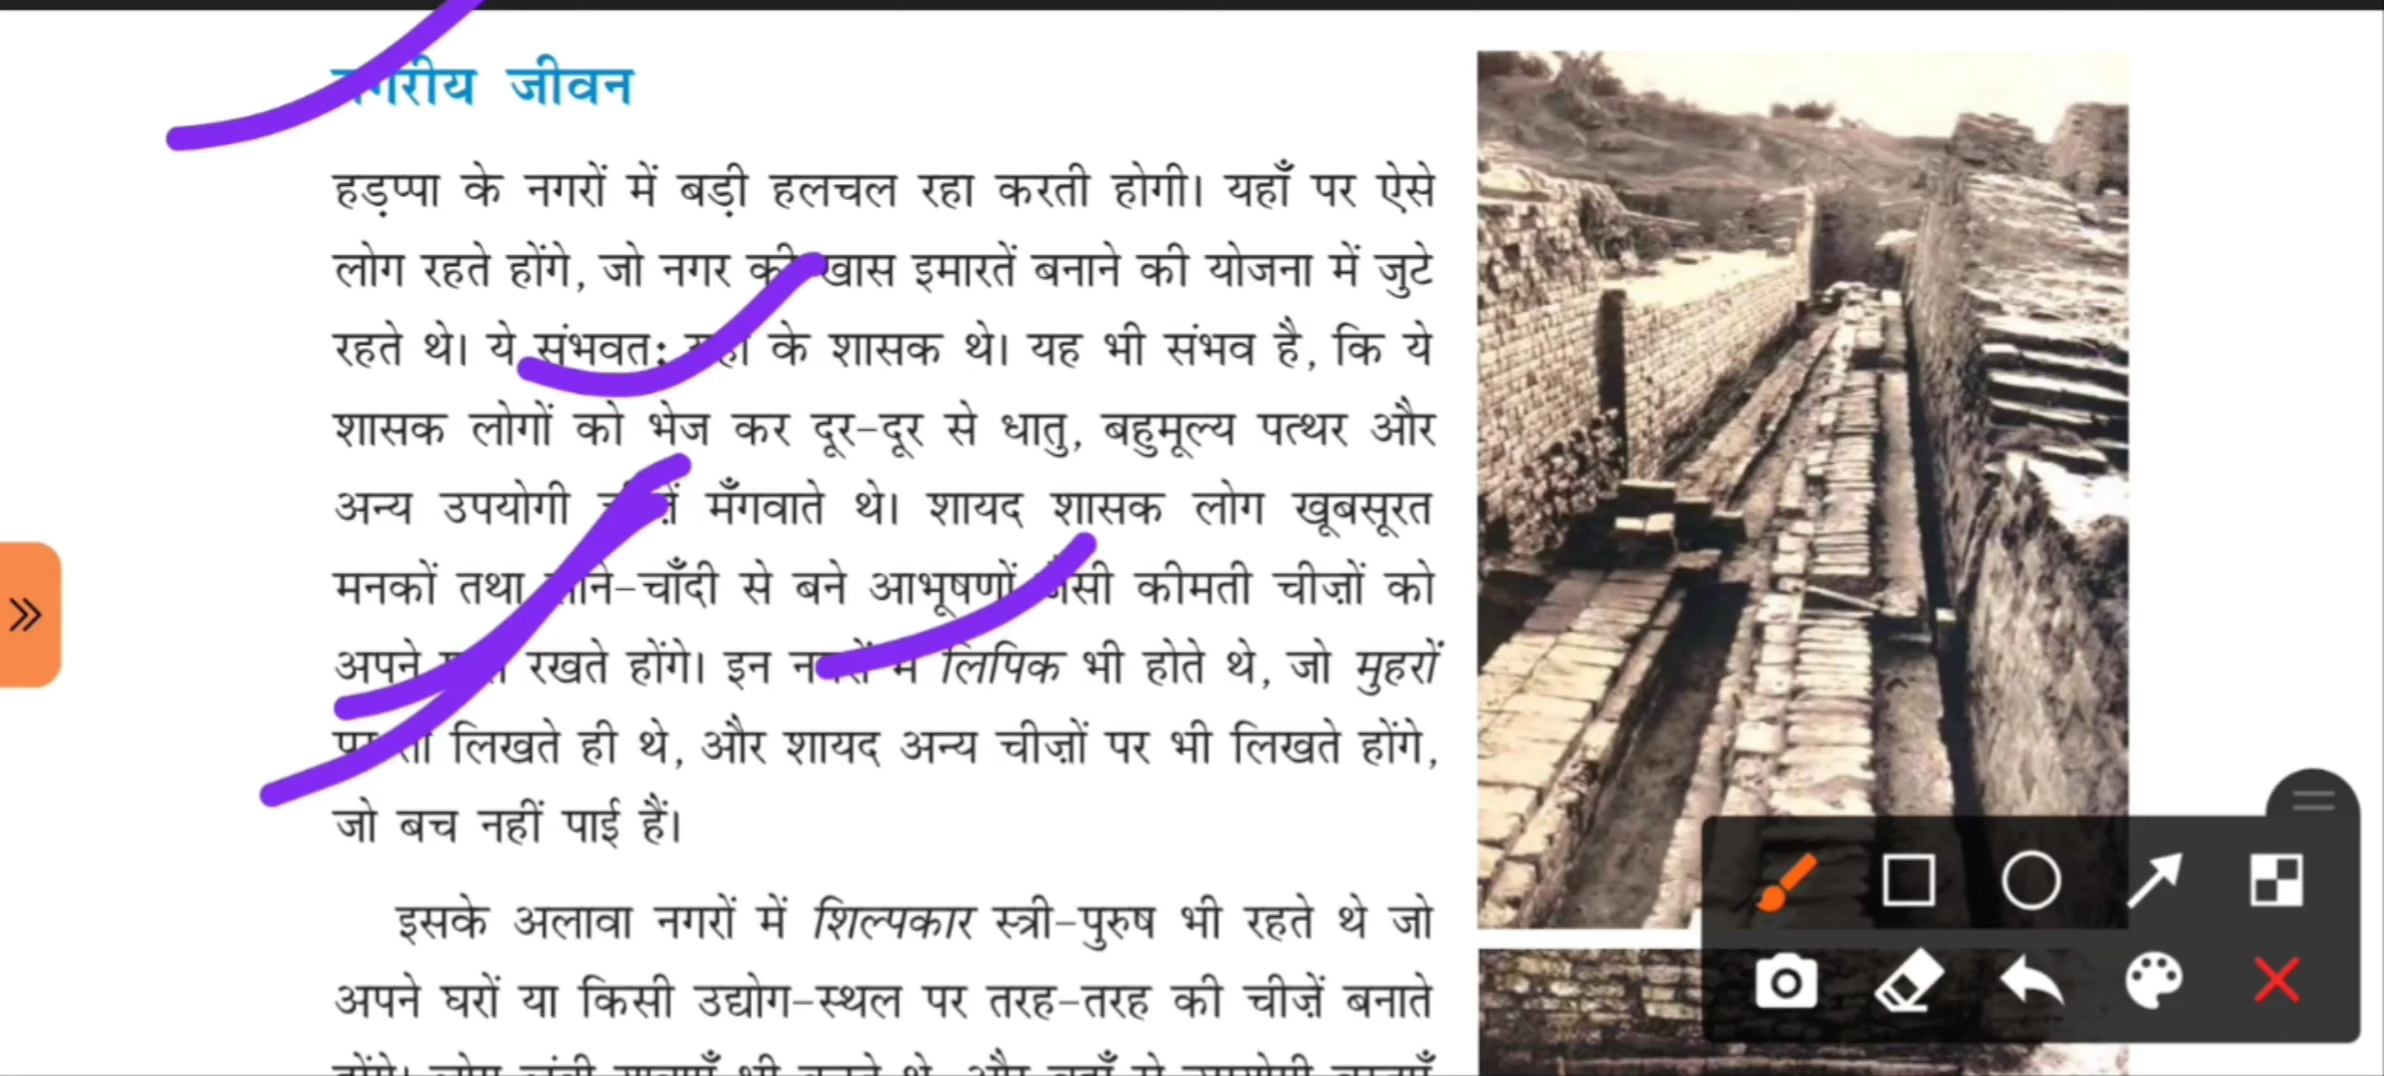 जीवन
हड़प्पा के नगरों में बड़ी हलचल रहा करती होगी। यहाँ पर ऐसे
लोग रहते होंगे, जो नगर की खास इमारतें बनाने की योजना में जुटे
रहते थे। ये संभवत: के शासक थे। यह भी संभव है, कि ये
शासक लोगों को भेज कर दूर-दूर से धातु, बहुमूल्य पत्थर और
अन्य उपयोगी मँगवाते थे। शायद शासक लोग खूबसूरत
मनकों तथा सोने-चाँदी से बने आभूषणों जैसी कीमती चीज़ों को
अपने रखते होंगे। इन नगरों में लिपिक भी होते थे, जो मुहरों
पर तो लिखते ही थे, और शायद अन्य चीज़ों पर भी लिखते होंगे,
जो बच नहीं पाई हैं।
इसके अलावा नगरों में शिल्पकार स्त्री-पुरुष भी रहते थे जो
अपने घरों या किसी उद्योग-स्थल पर तरह-तरह की चीज़ें बनाते